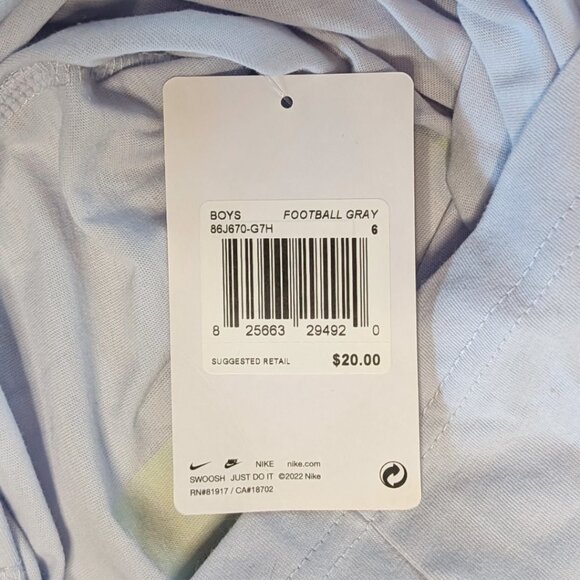 BOYS FOOTBALL GRAY
86J670-G7H 6
8 25663 29492 0
SUGGESTED RETAIL $20.00
NIKE nike.com
SWOOSH JUST DO IT ©2022 Nike
RN#81917 / CA#18702